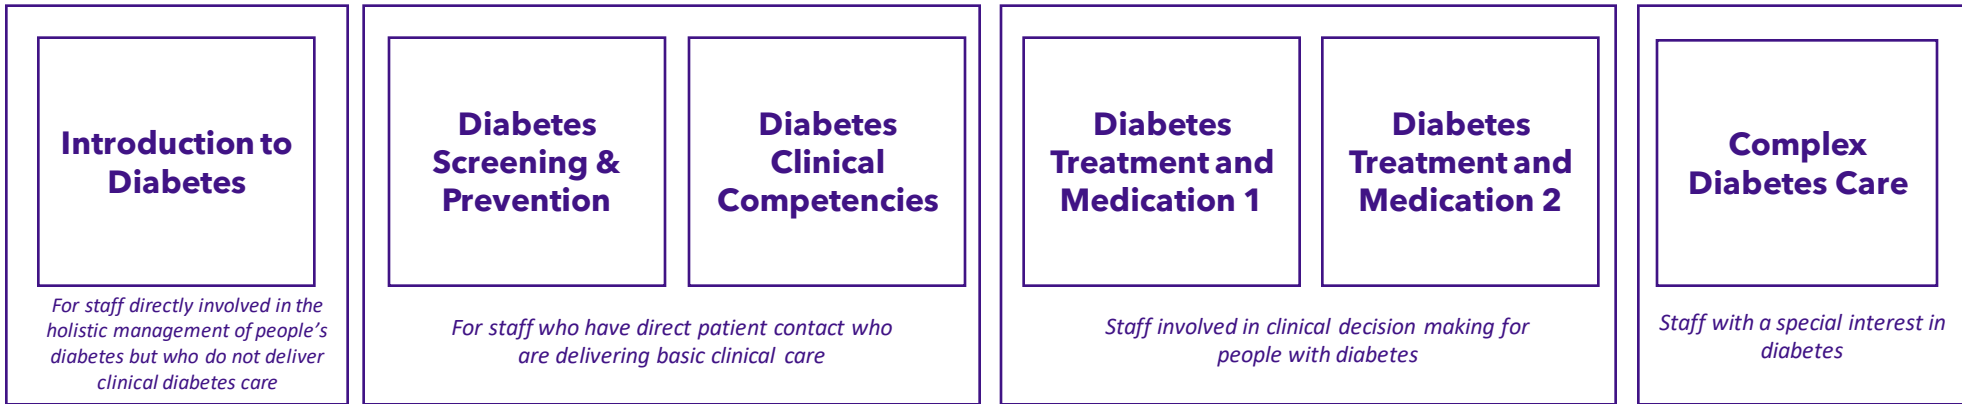 Introduction to
Diabetes
For staff directly involved in the
holistic management of people’s
diabetes but who do not deliver
clinical diabetes care
Diabetes
Screening &
Prevention
Diabetes
Clinical
Competencies
For staff who have direct patient contact who
are delivering basic clinical care
Diabetes
Treatment and
Medication 1
Diabetes
Treatment and
Medication 2
Staff involved in clinical decision making for
people with diabetes
Complex
Diabetes Care
Staff with a special interest in
diabetes